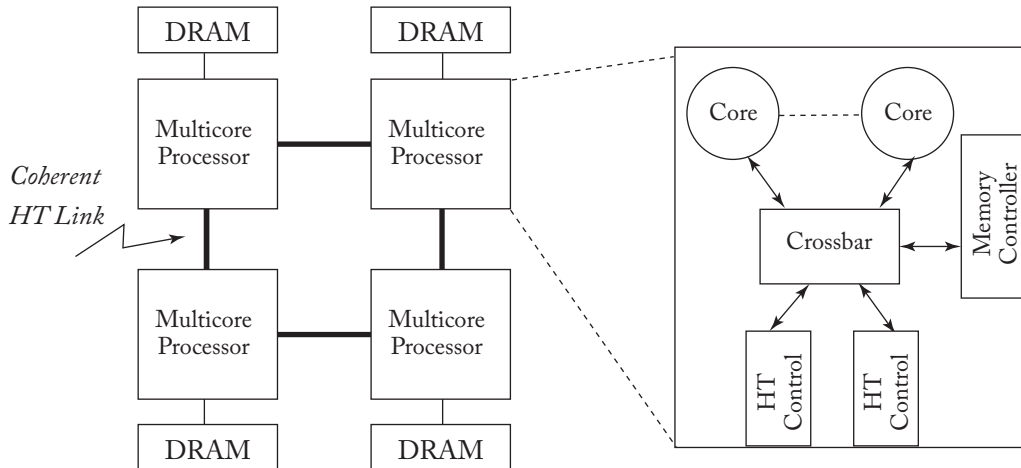 DRAM
DRAM
Multicore
Processor
Multicore
Processor
Coherent
HT Link
Multicore
Processor
Multicore
Processor
DRAM
DRAM
Core
Core
Crossbar
Memory
Controller
HT
Control
HT
Control